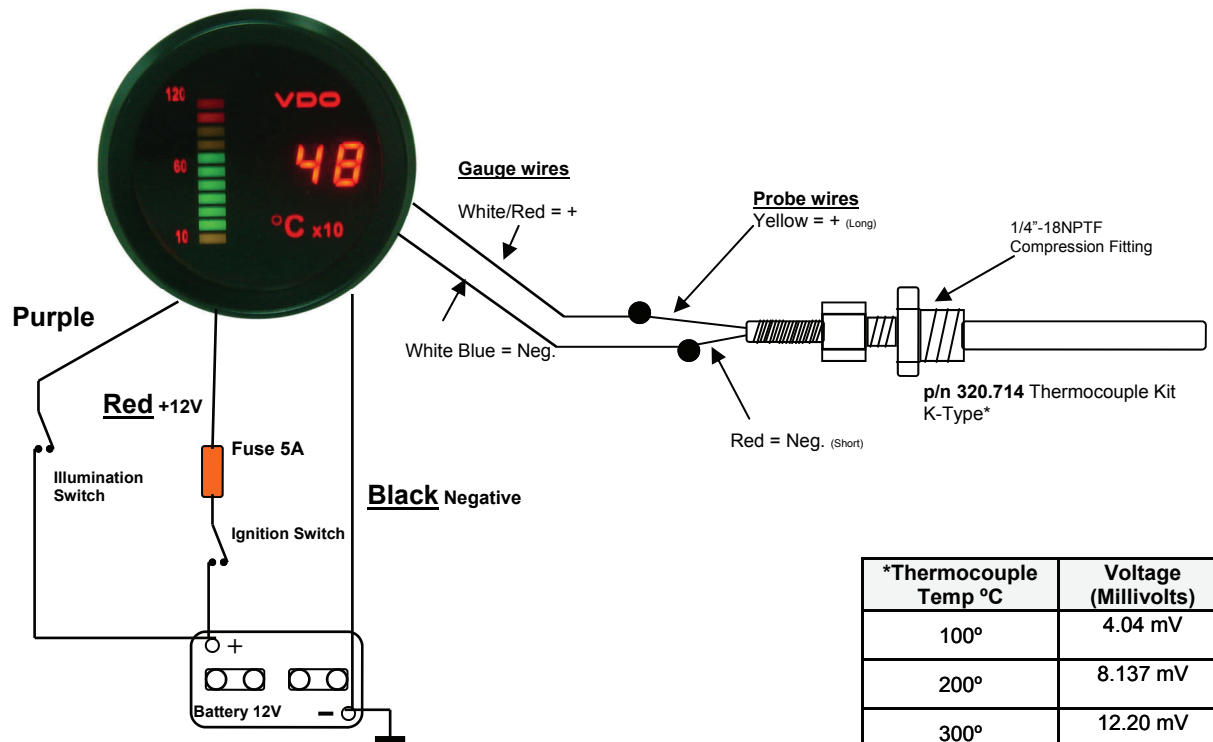 120
VDO
48
60
°C x10
10
Gauge wires
White/Red = +
Probe wires
Yellow = + (Long)
1/4”-18NPTF
Compression Fitting
White Blue = Neg.
Red = Neg. (Short)
p/n 320.714 Thermocouple Kit
K-Type*
Purple
Red +12V
Fuse 5A
Illumination
Switch
Black Negative
Ignition Switch
+
Battery 12V
-
*Thermocouple
Temp ºC
Voltage
(Millivolts)
100º
4.04 mV
200º
8.137 mV
300º
12.20 mV